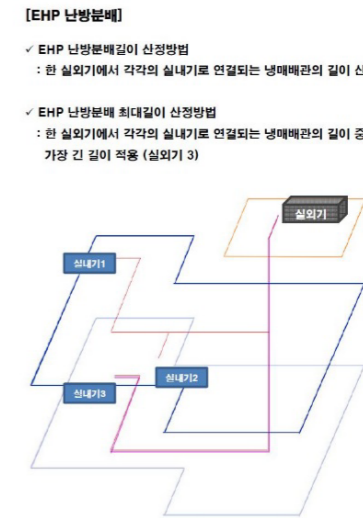 [EHP 난방분배]
✓ EHP 난방분배길이 산정방법
: 한 실외기에서 각각의 실내기로 연결되는 냉매배관의 길이 산
✓ EHP 난방분배 최대길이 산정방법
: 한 실외기에서 각각의 실내기로 연결되는 냉매배관의 길이 중
가장 긴 길이 적용 (실외기 3)
실외기
실내기1
실내기2
실내기3